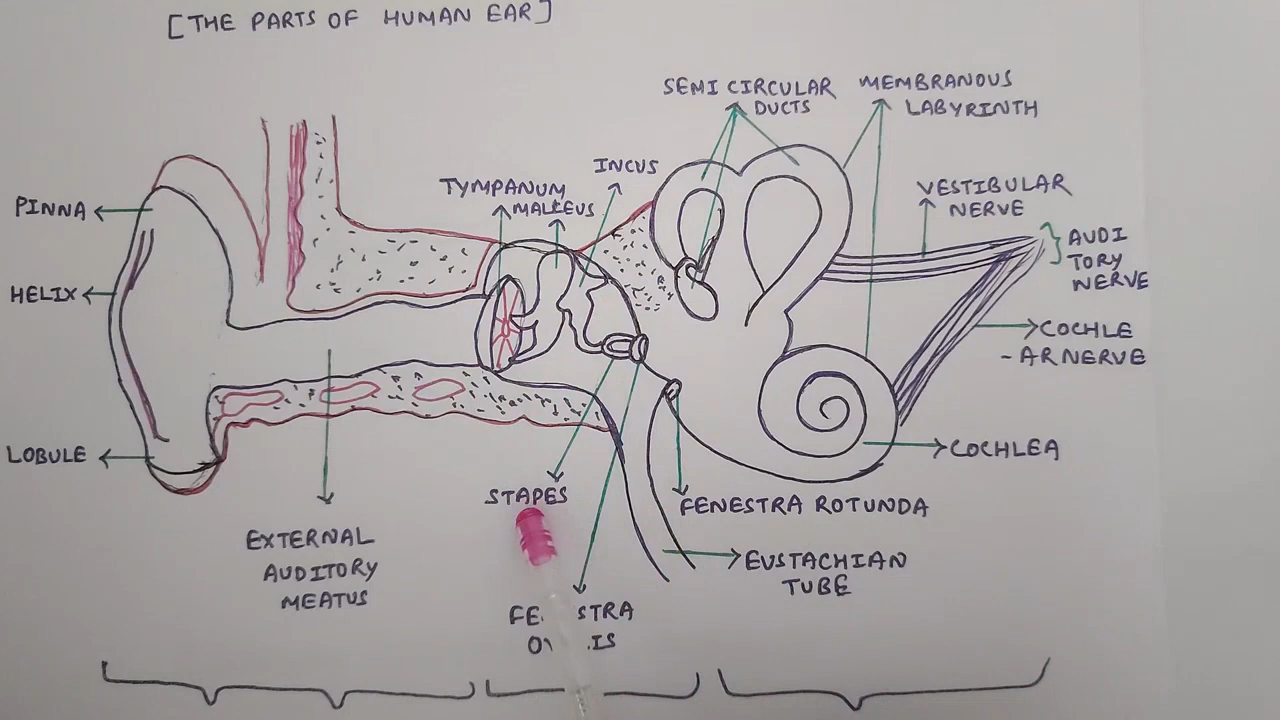 [THE PARTS OF HUMAN EAR]
SEMI CIRCULAR
DUCTS
MEMBRANOUS
LABYRINTH
INCUS
TYMPANUM
MALLEUS
VESTIBULAR
NERVE
PINNA
AUDI
TORY
NERVE
HELIX
COCHLE
-AR NERVE
LOBULE
COCHLEA
STAPES
FENESTRA ROTUNDA
EXTERNAL
AUDITORY
MEATUS
EUSTACHIAN
TUBE